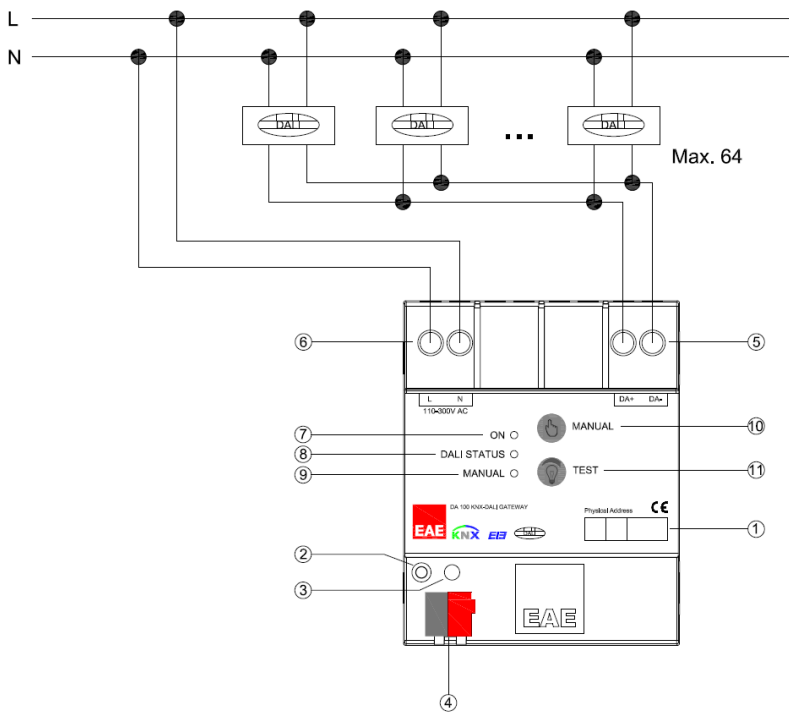 L
N
DALI DALI ... DALI
Max. 64
⑥ ⑤
L N DA+ DA-
110-300V AC
⑦ ON MANUAL ⑩
⑧ DALI STATUS
⑨ MANUAL TEST ⑪
DA 100 KNX-DALI GATEWAY
Physical Address CE
EAE KNX EIB DALI ①
②
③
EAE
④